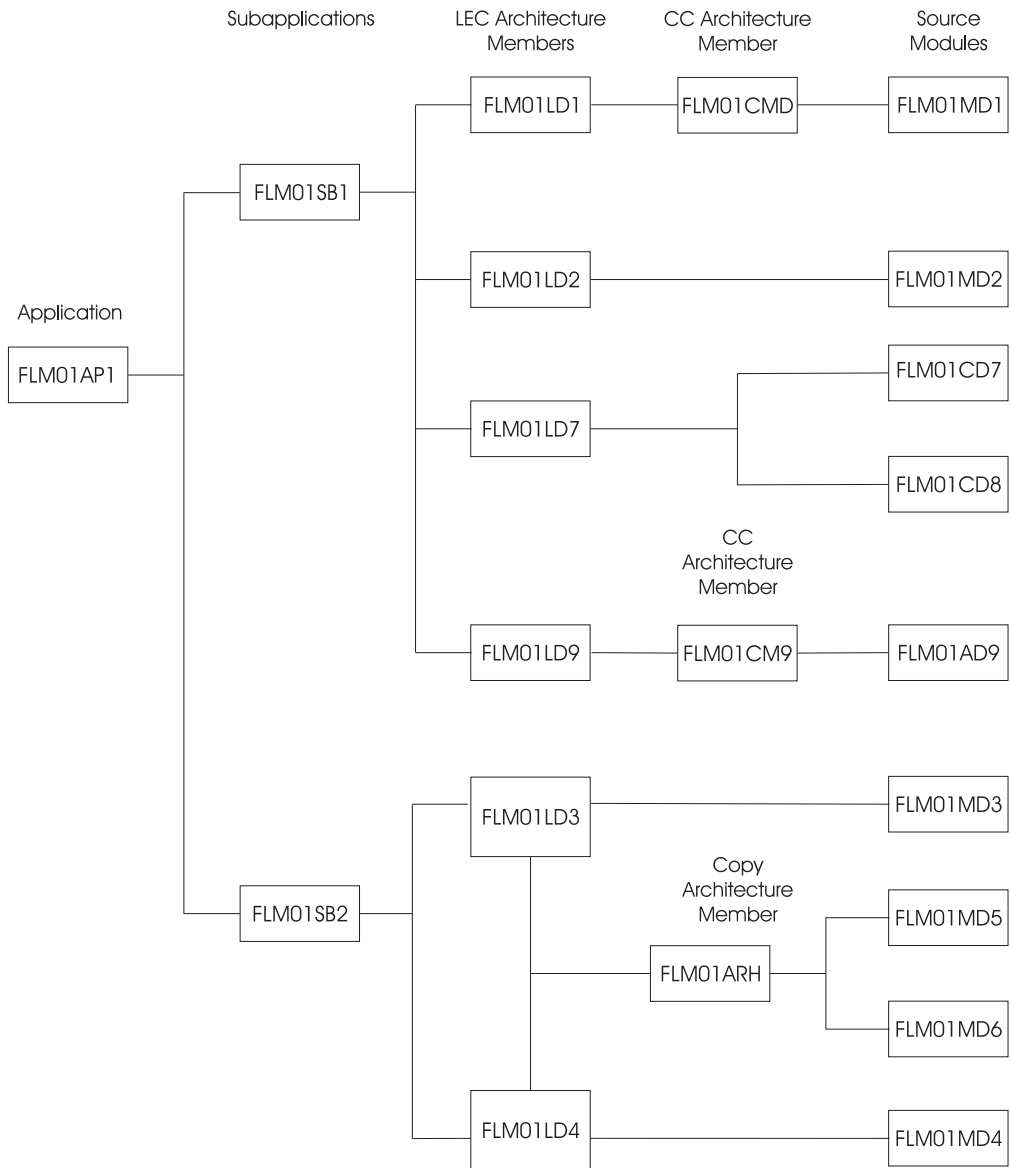 Subapplications
LEC Architecture
Members
CC Architecture
Member
Source
Modules
FLM01LD1
FLM01CMD
FLM01MD1
FLM01SB1
FLM01LD2
FLM01MD2
Application
FLM01AP1
FLM01CD7
FLM01LD7
FLM01CD8
CC
Architecture
Member
FLM01LD9
FLM01CM9
FLM01AD9
FLM01LD3
FLM01MD3
Copy
Architecture
Member
FLM01SB2
FLM01MD5
FLM01ARH
FLM01MD6
FLM01LD4
FLM01MD4